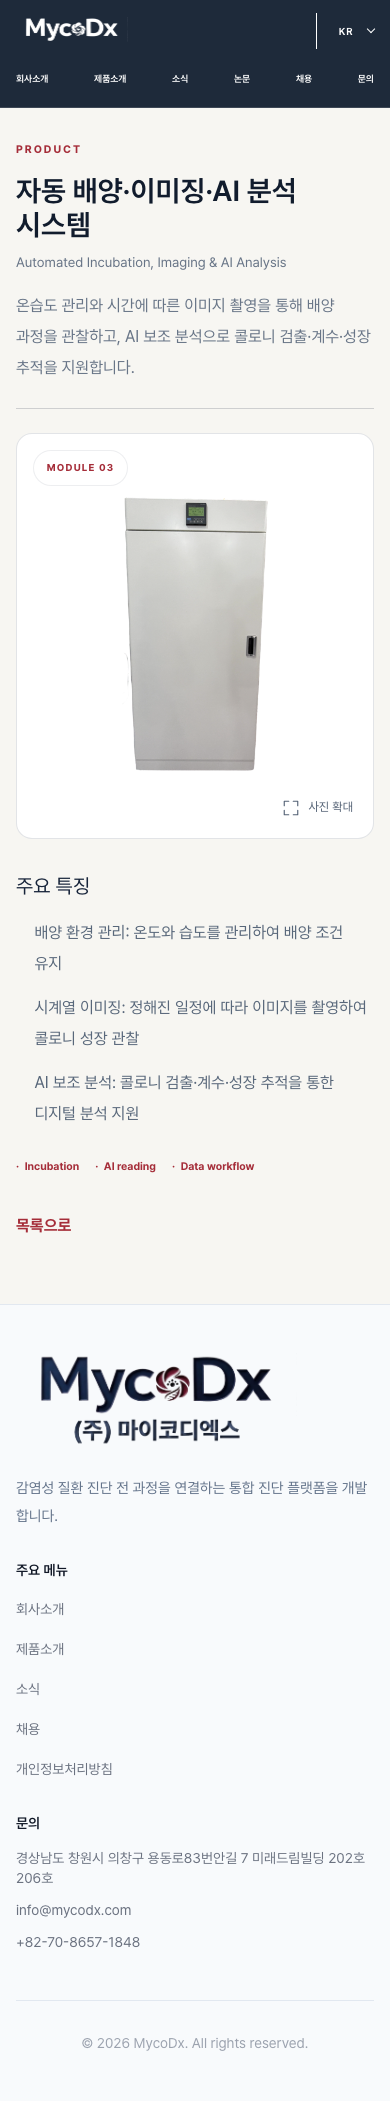 MycoDx
KR
회사소개 제품소개 소식 논문 채용 문의
PRODUCT
자동 배양·이미징·AI 분석
시스템
Automated Incubation, Imaging & AI Analysis
온습도 관리와 시간에 따른 이미지 촬영을 통해 배양
과정을 관찰하고, AI 보조 분석으로 콜로니 검출·계수·성장
추적을 지원합니다.
MODULE 03
사진 확대
주요 특징
배양 환경 관리: 온도와 습도를 관리하여 배양 조건
유지
시계열 이미징: 정해진 일정에 따라 이미지를 촬영하여
콜로니 성장 관찰
AI 보조 분석: 콜로니 검출·계수·성장 추적을 통한
디지털 분석 지원
· Incubation · AI reading · Data workflow
목록으로
MycoDx
(주) 마이코디엑스
감염성 질환 진단 전 과정을 연결하는 통합 진단 플랫폼을 개발
합니다.
주요 메뉴
회사소개
제품소개
소식
채용
개인정보처리방침
문의
경상남도 창원시 의창구 용동로83번안길 7 미래드림빌딩 202호
206호
info@mycodx.com
+82-70-8657-1848
© 2026 MycoDx. All rights reserved.